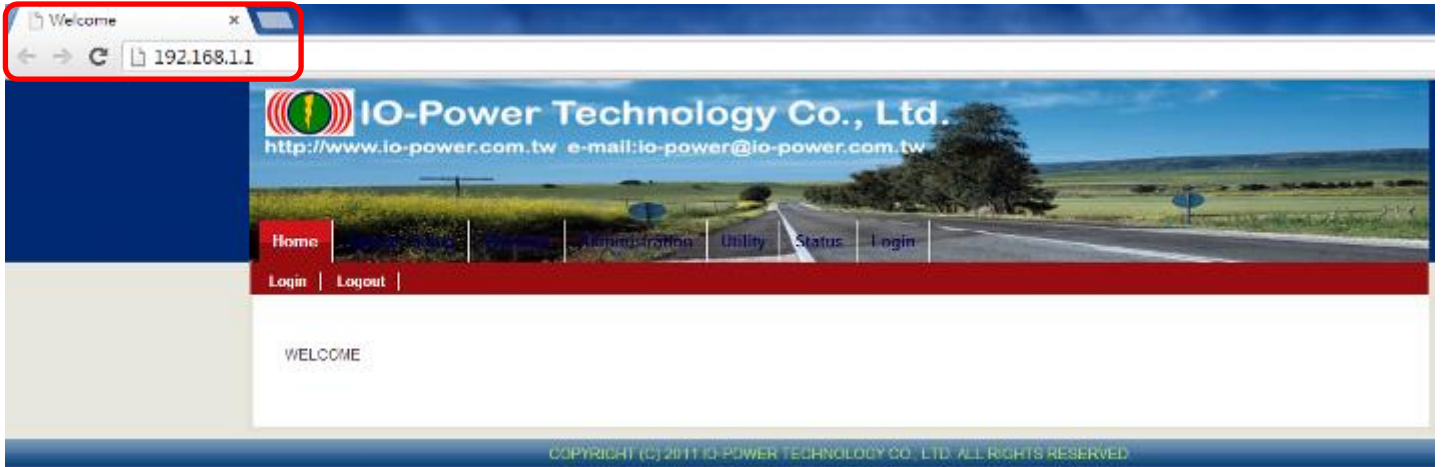 Welcome ×
192.168.1.1
IO-Power Technology Co., Ltd.
http://www.io-power.com.tw e-mail:io-power@io-power.com.tw
Home Administration Utility Status Login
Login Logout
WELCOME
COPYRIGHT (C) 2011 IO-POWER TECHNOLOGY CO., LTD. ALL RIGHTS RESERVED.